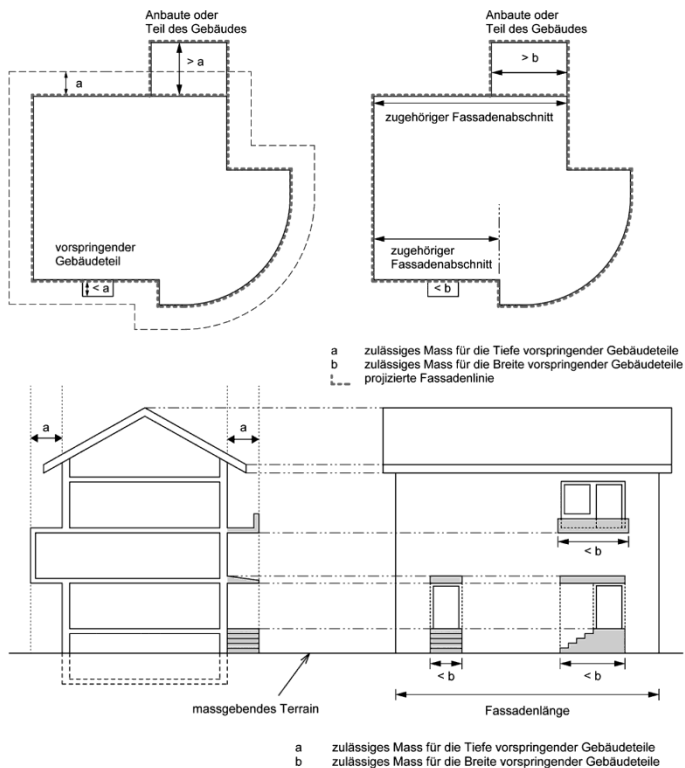 Anbaute oder
Teil des Gebäudes
> a
a
vorspringender
Gebäudeteil
< a
Anbaute oder
Teil des Gebäudes
> b
zugehöriger Fassadenabschnitt
zugehöriger
Fassadenabschnitt
< b
a zulässiges Mass für die Tiefe vorspringender Gebäudeteile
b zulässiges Mass für die Breite vorspringender Gebäudeteile
projizierte Fassadenlinie
a
a
< b
< b
< b
massgebendes Terrain
Fassadenlänge
a zulässiges Mass für die Tiefe vorspringender Gebäudeteile
b zulässiges Mass für die Breite vorspringender Gebäudeteile